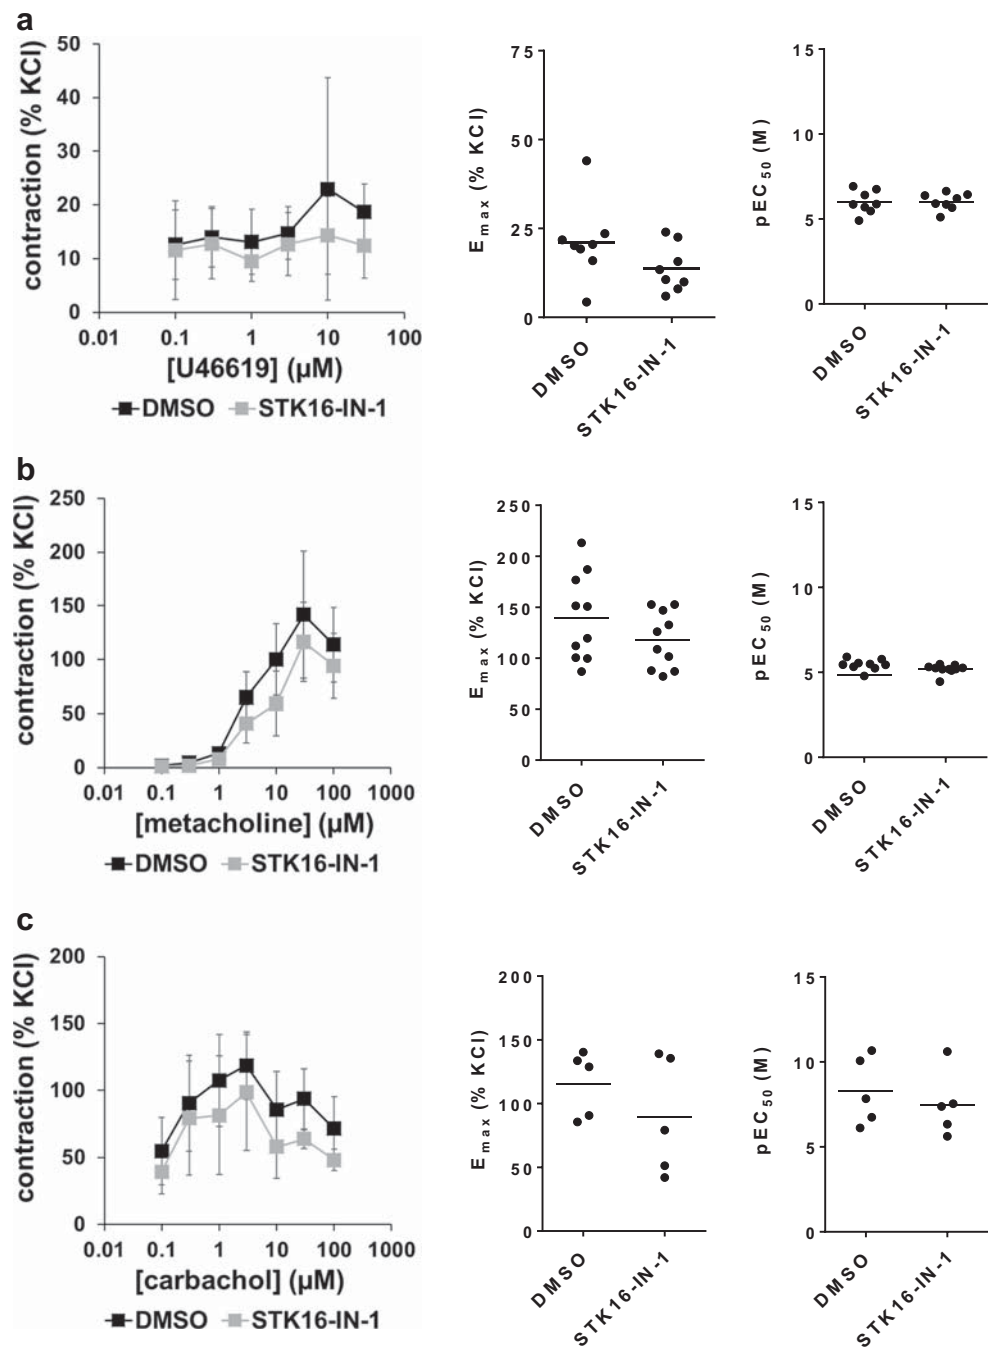 a
contraction (% KCl)
50
40
30
20
10
0
0.01 0.1 1 10 100
[U46619] (µM)
DMSO STK16-IN-1
Emax (% KCl)
75
50
25
0
DMSO
STK16-IN-1
pEC50 (M)
15
10
5
0
DMSO
STK16-IN-1
b
contraction (% KCl)
250
200
150
100
50
0
0.01 0.1 1 10 100 1000
[metacholine] (µM)
DMSO STK16-IN-1
Emax (% KCl)
250
200
150
100
50
0
DMSO
STK16-IN-1
pEC50 (M)
15
10
5
0
DMSO
STK16-IN-1
c
contraction (% KCl)
200
150
100
50
0
0.01 0.1 1 10 100 1000
[carbachol] (µM)
DMSO STK16-IN-1
Emax (% KCl)
200
150
100
50
0
DMSO
STK16-IN-1
pEC50 (M)
15
10
5
0
DMSO
STK16-IN-1